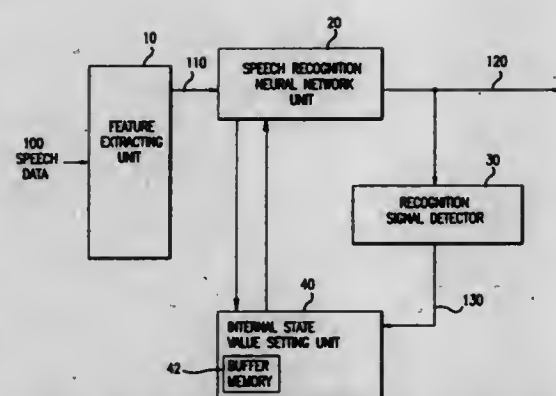 10
110
20
SPEECH RECOGNITION
NEURAL NETWORK
UNIT
120
FEATURE
EXTRACTING
UNIT
100
SPEECH
DATA
30
RECOGNITION
SIGNAL DETECTOR
40
130
INTERNAL STATE
VALUE SETTING UNIT
42
BUFFER
MEMORY